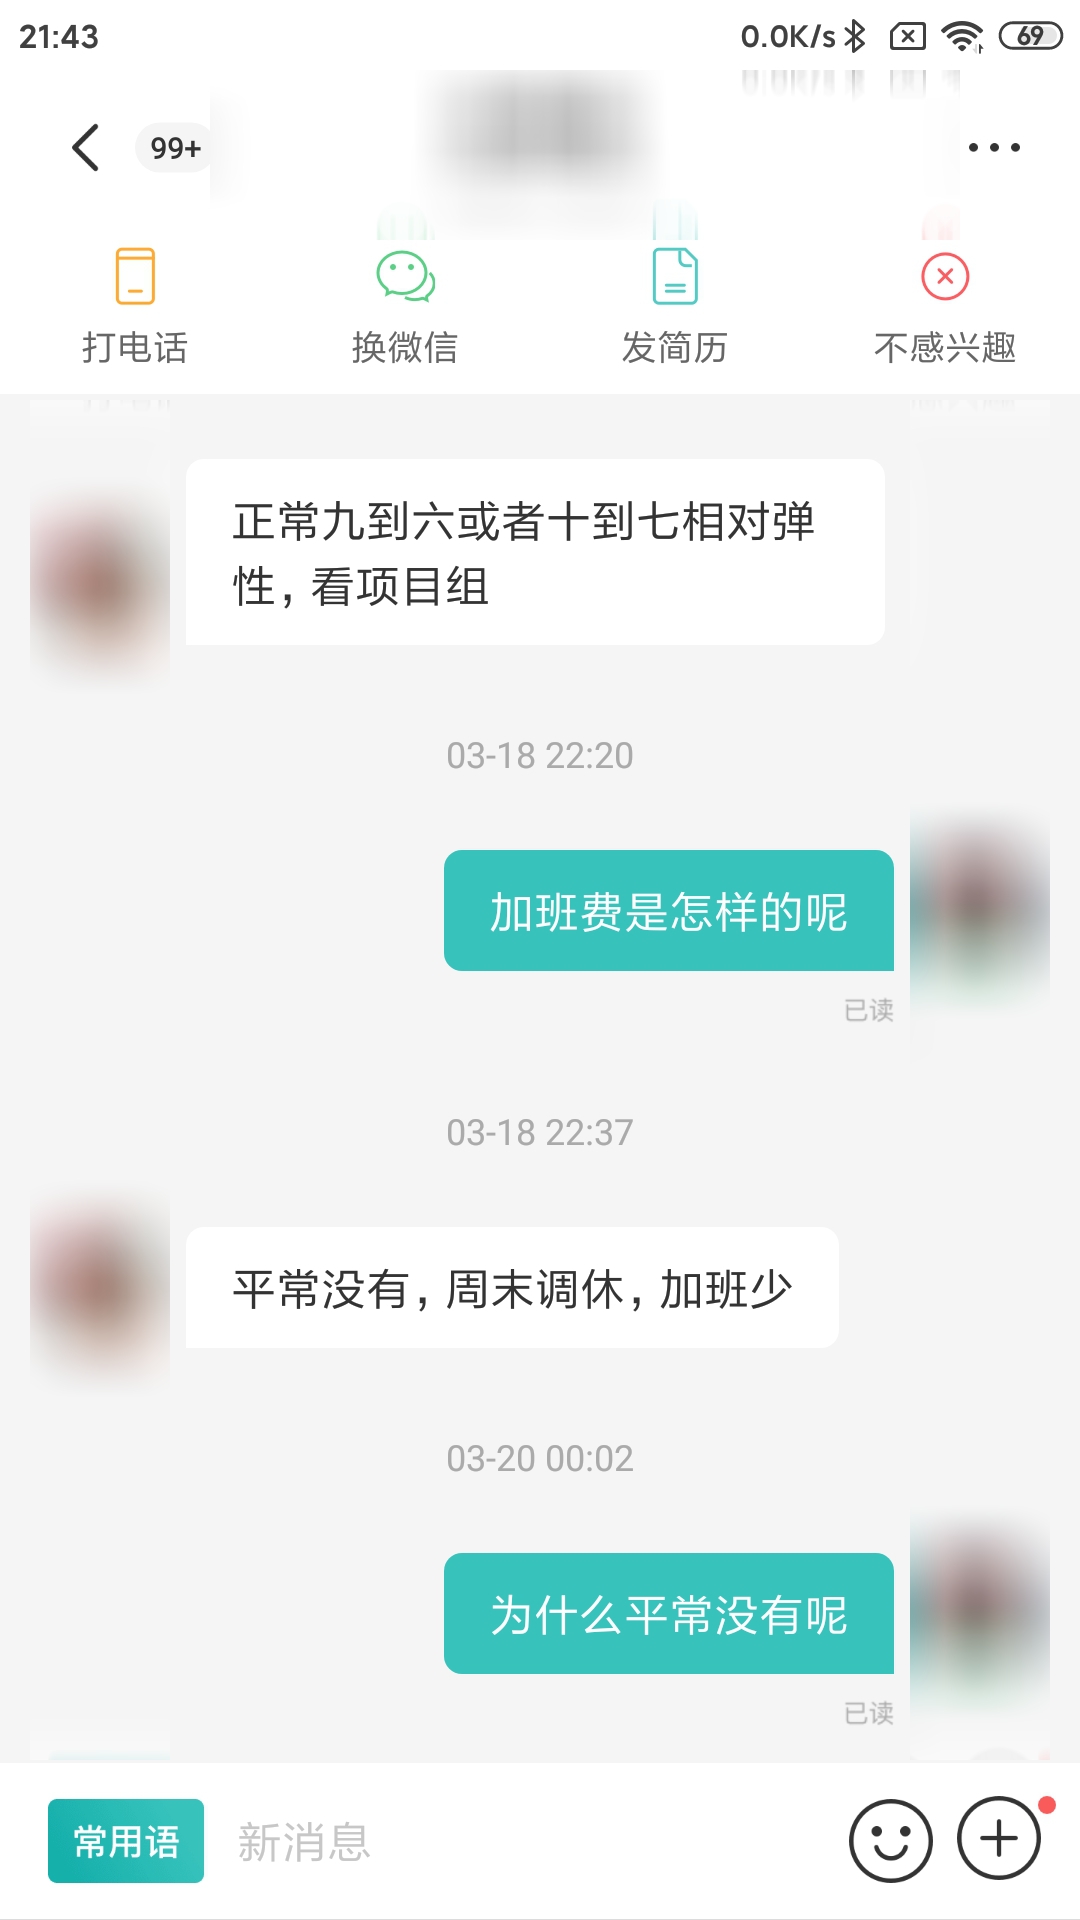 21:43 0.0K/s 69
99+
打电话 换微信 发简历 不感兴趣
正常九到六或者十到七相对弹
性，看项目组
03-18 22:20
加班费是怎样的呢
已读
03-18 22:37
平常没有，周末调休，加班少
03-20 00:02
为什么平常没有呢
已读
常用语 新消息